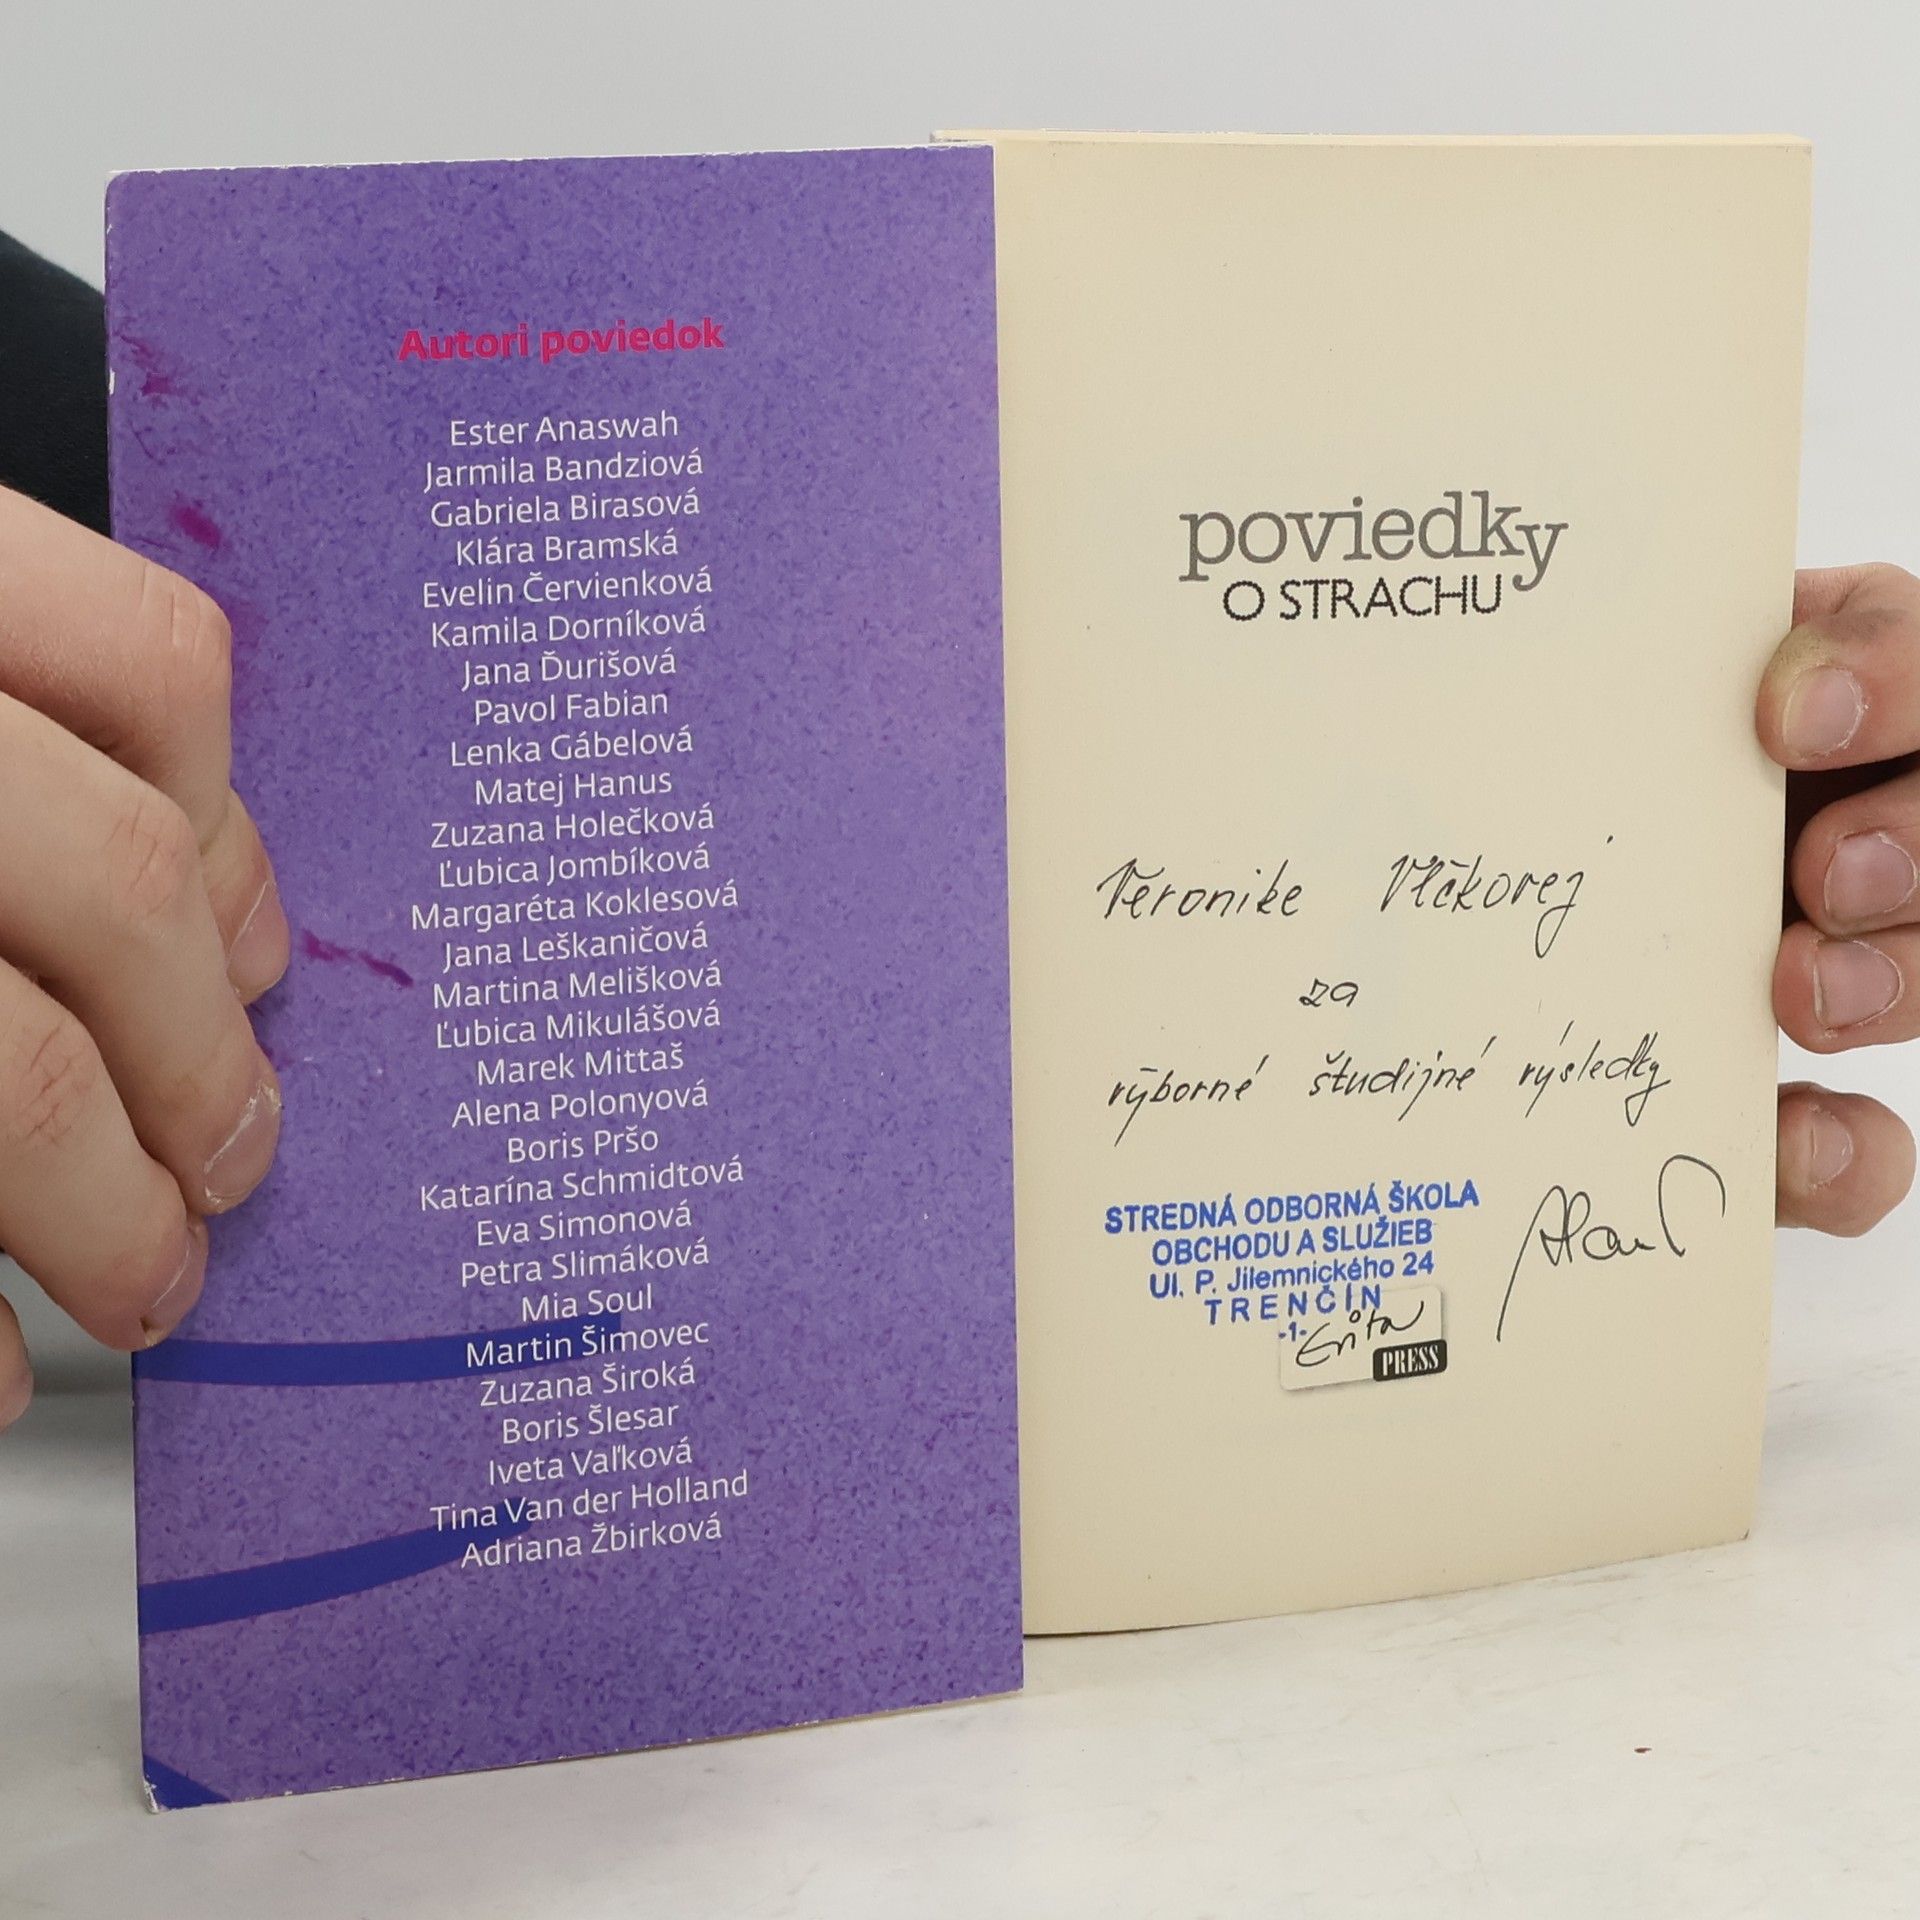 Autori poviedok
Ester Anaswah
Jarmila Bandziová
Gabriela Birasová
Klára Bramská
Evelin Červienková
Kamila Dorníková
Jana Ďurišová
Pavol Fabian
Lenka Gábelová
Matej Hanus
Zuzana Holečková
Ľubica Jombíková
Margaréta Koklesová
Jana Leškaničová
Martina Melišková
Ľubica Mikulášová
Marek Mittaš
Alena Polonyová
Boris Pršo
Katarína Schmidtová
Eva Simonová
Petra Slimáková
Mia Soul
Martin Šimovec
Zuzana Široká
Boris Šlesar
Iveta Vaľková
Tina Van der Holland
Adriana Žbirková
poviedky
O STRACHU
Veronike Vlčkovej
za
výborné študijné výsledky
STREDNÁ ODBORNÁ ŠKOLA
OBCHODU A SLUŽIEB
Ul. P. Jilemnického 24
TRENČÍN
-1-
Evita
PRESS